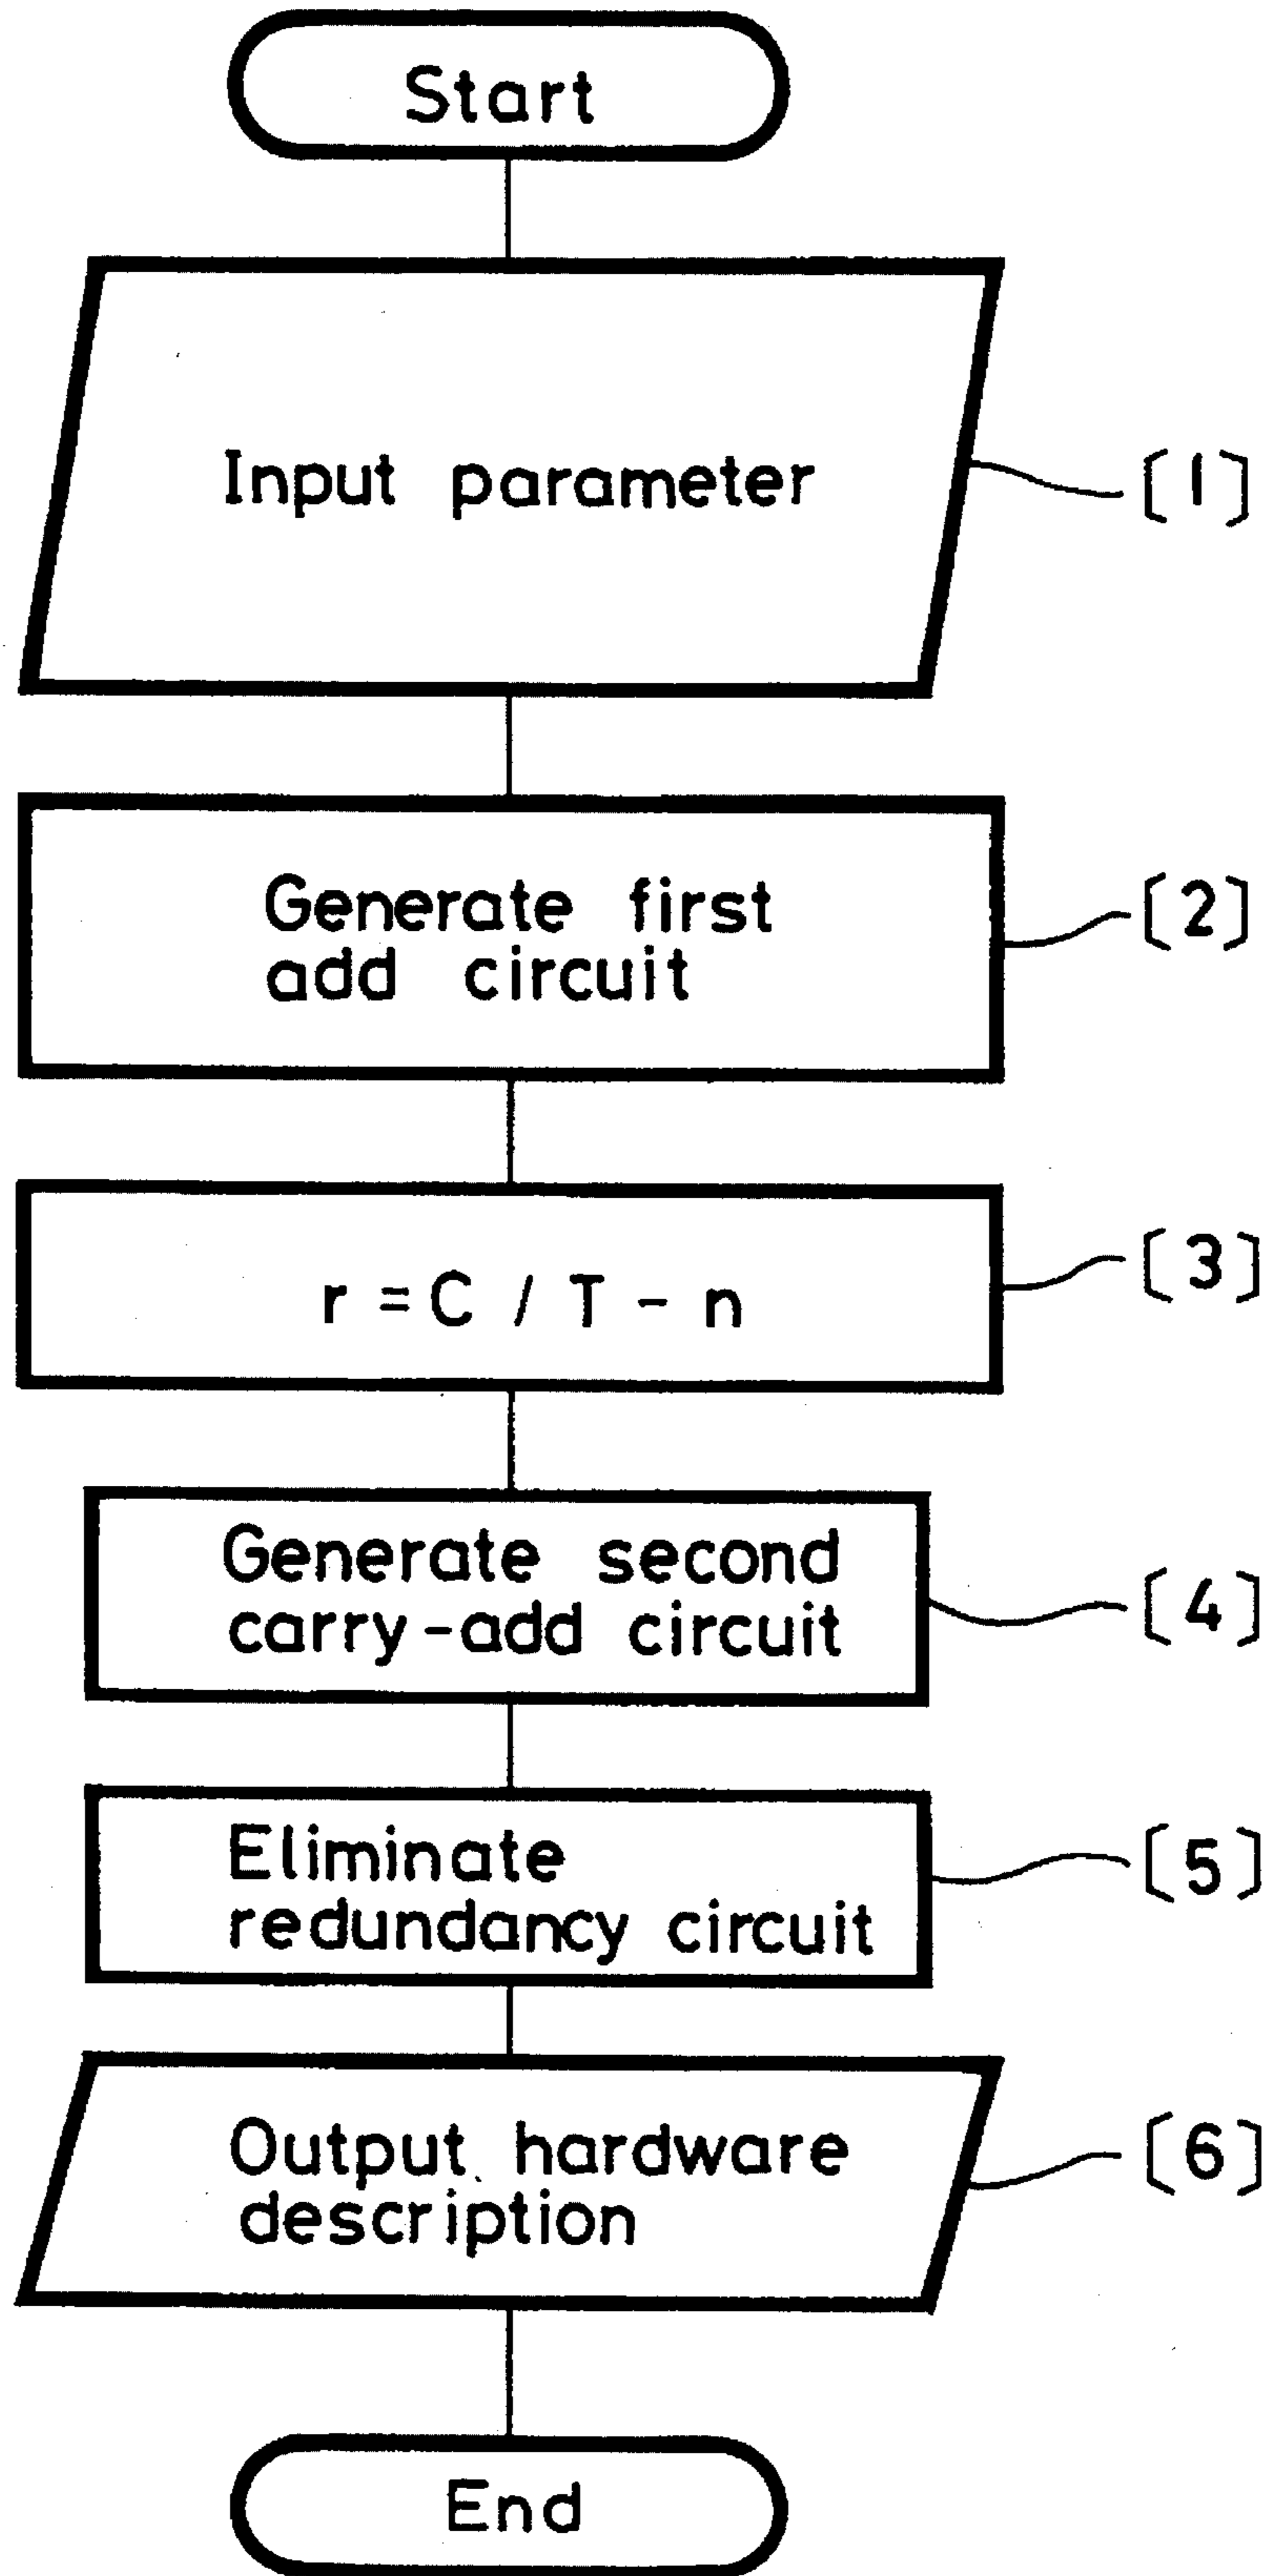 Start
Input parameter
[1]
Generate first
add circuit
[2]
r = C / T - n
[3]
Generate second
carry-add circuit
[4]
Eliminate
redundancy circuit
[5]
Output hardware
description
[6]
End